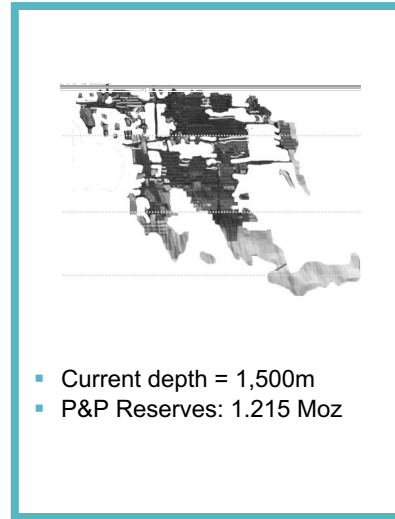 Current depth = 1,500m
P&P Reserves: 1.215 Moz